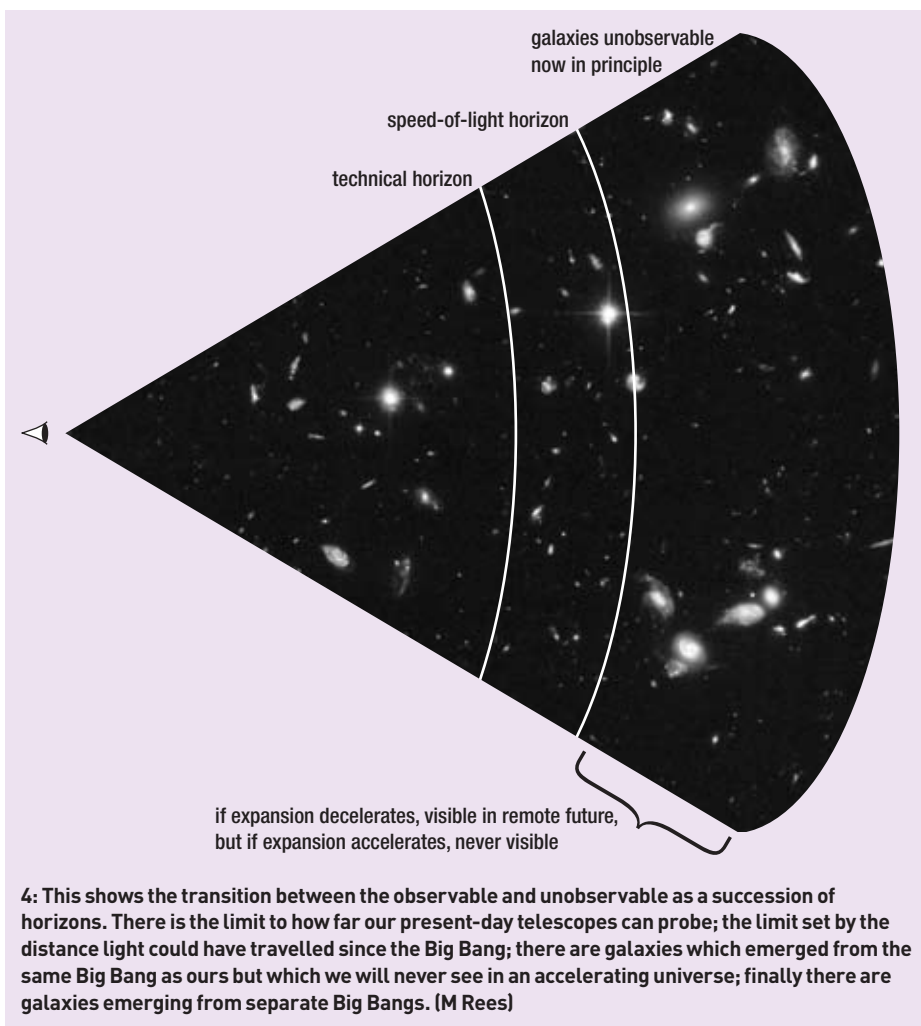 galaxies unobservable
now in principle
speed-of-light horizon
technical horizon
if expansion decelerates, visible in remote future,
but if expansion accelerates, never visible
4: This shows the transition between the observable and unobservable as a succession of
horizons. There is the limit to how far our present-day telescopes can probe; the limit set by the
distance light could have travelled since the Big Bang; there are galaxies which emerged from the
same Big Bang as ours but which we will never see in an accelerating universe; finally there are
galaxies emerging from separate Big Bangs. (M Rees)